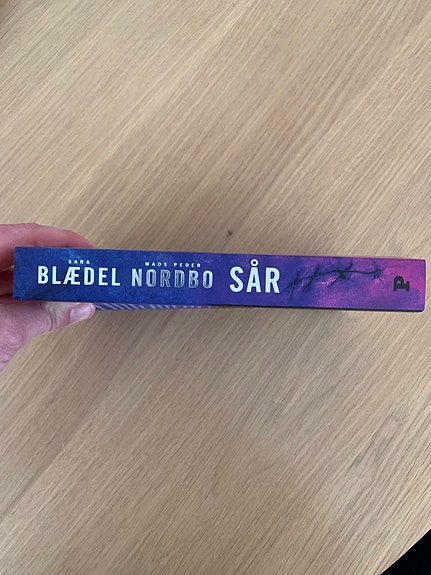 SARA
BLÆDEL
MADS PEDER
NORDBO
SÅR
P